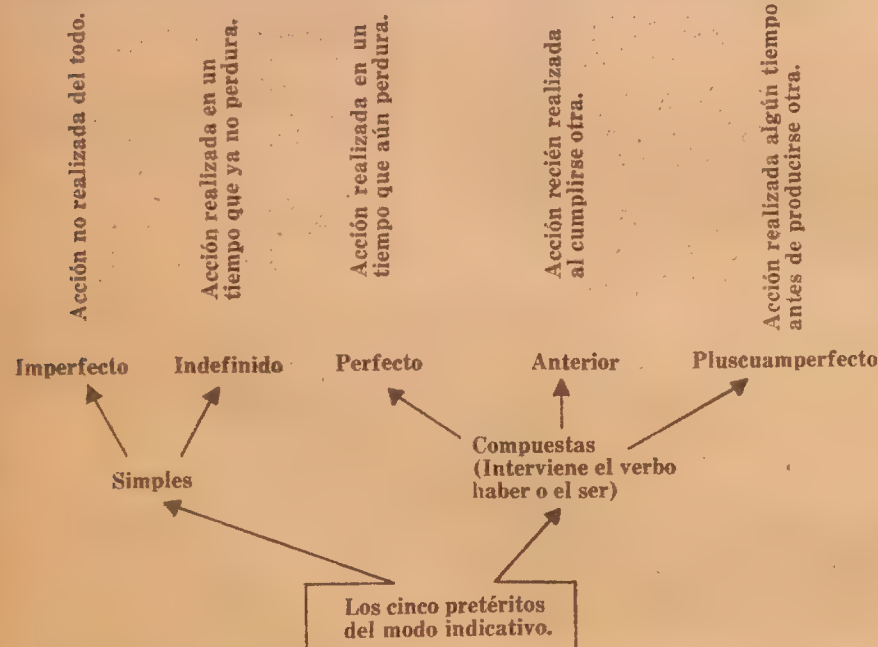 Acción no realizada del todo.
Acción realizada en un
tiempo que ya no perdura.
Acción realizada en un
tiempo que aún perdura.
Acción recién realizada
al cumplirse otra.
Acción realizada algún tiempo
antes de producirse otra.
Imperfecto
Indefinido
Perfecto
Anterior
Pluscuamperfecto
Simples
Compuestas
(Interviene el verbo
haber o el ser)
Los cinco pretéritos
del modo indicativo.